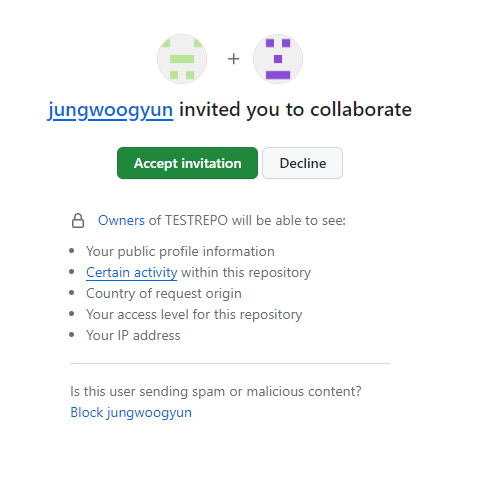 +
jungwoogyun invited you to collaborate
Accept invitation Decline
Owners of TESTREPO will be able to see:
• Your public profile information
• Certain activity within this repository
• Country of request origin
• Your access level for this repository
• Your IP address
Is this user sending spam or malicious content?
Block jungwoogyun